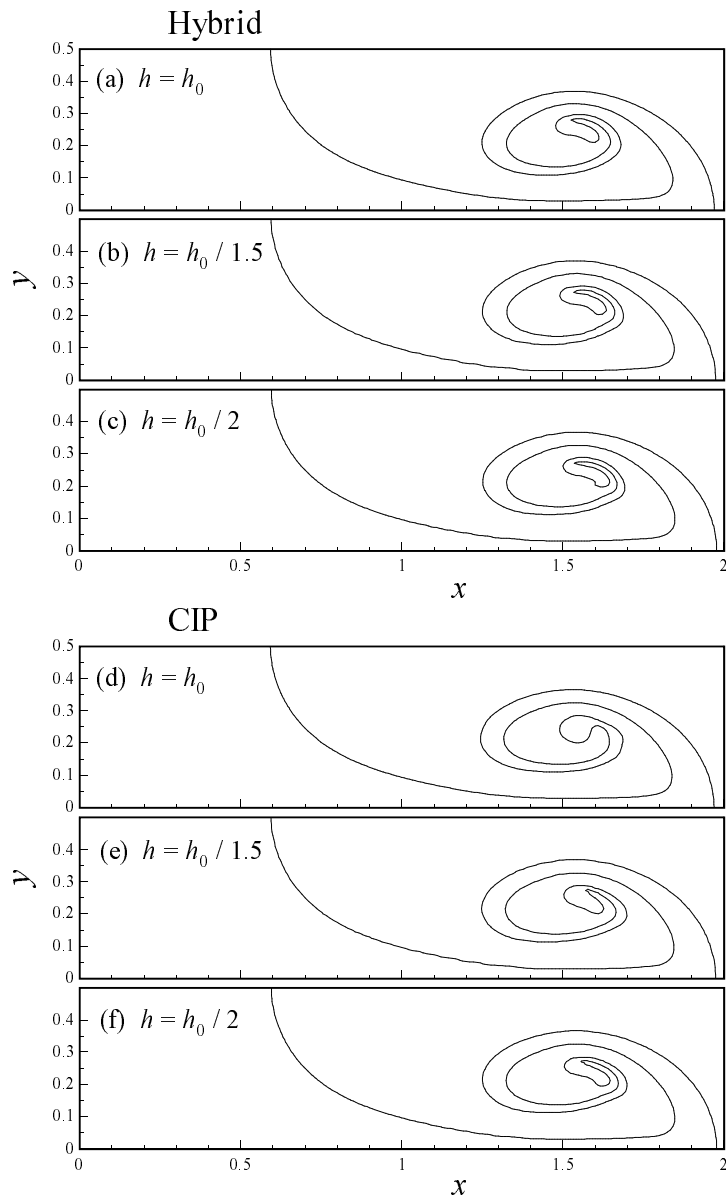 Hybrid
0.5
(a) h = h₀
0.4
0.3
0.2
0.1
0
(b) h = h₀ / 1.5
0.4
0.3
y
0.2
0.1
0
(c) h = h₀ / 2
0.4
0.3
0.2
0.1
0
0 0.5 1 1.5 2
x
CIP
0.5
(d) h = h₀
0.4
0.3
0.2
0.1
0
(e) h = h₀ / 1.5
0.4
0.3
y
0.2
0.1
0
(f) h = h₀ / 2
0.4
0.3
0.2
0.1
0
0 0.5 1 1.5 2
x